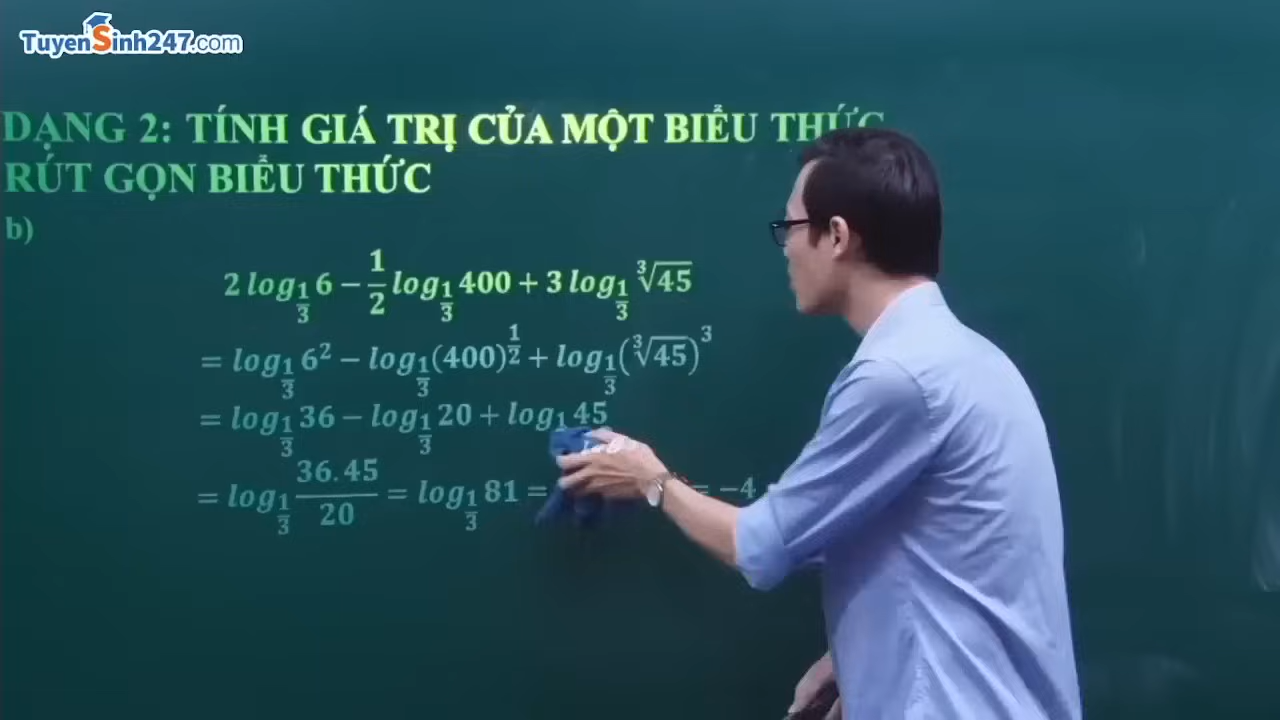 TuyenSinh247.com
DẠNG 2: TÍNH GIÁ TRỊ CỦA MỘT BIỂU THỨC
RÚT GỌN BIỂU THỨC
b)
2 log_{1/3} 6 − 1/2 log_{1/3} 400 + 3 log_{1/3} ∛45
= log_{1/3} 6² − log_{1/3} (400)^{1/2} + log_{1/3} (∛45)³
= log_{1/3} 36 − log_{1/3} 20 + log_1 45
= log_{1/3} 36.45/20 = log_{1/3} 81 = = −4